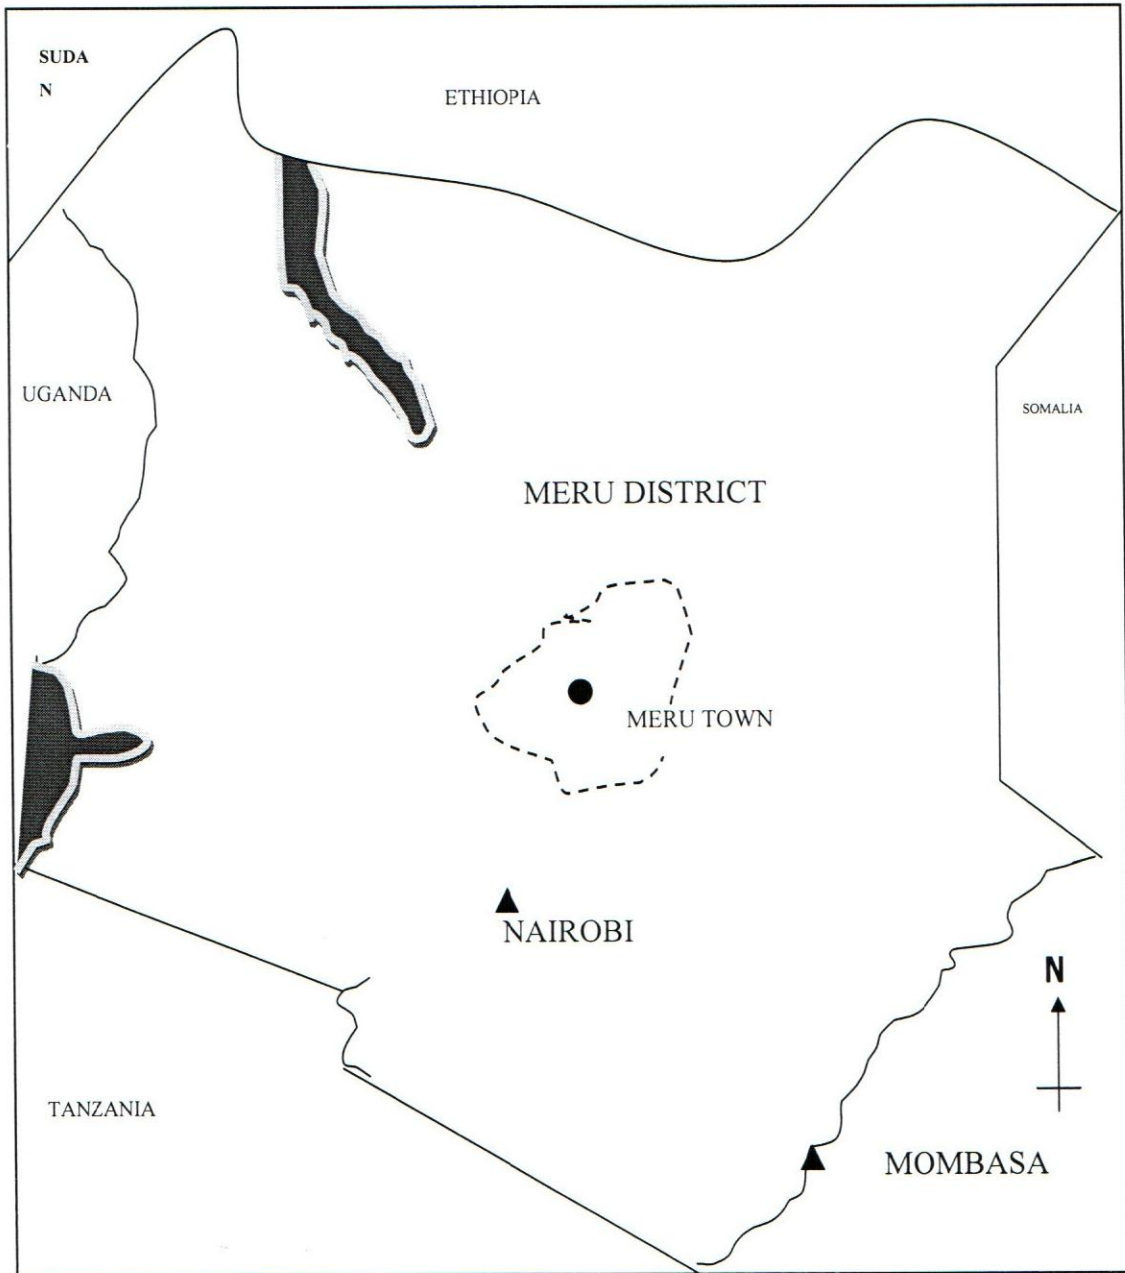 SUDA
N
ETHIOPIA
UGANDA
SOMALIA
MERU DISTRICT
MERU TOWN
NAIROBI
N
TANZANIA
MOMBASA